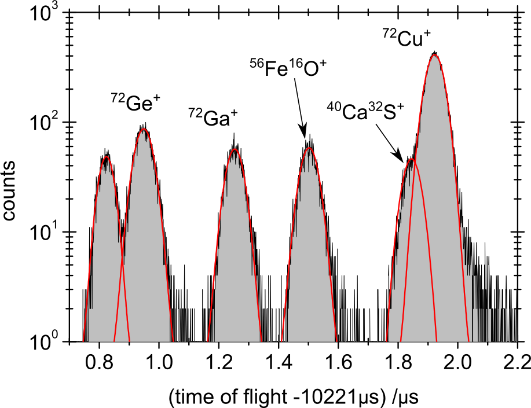 10³
⁷²Cu⁺
⁵⁶Fe¹⁶O⁺
⁷²Ge⁺
⁷²Ga⁺
⁴⁰Ca³²S⁺
10²
counts
10¹
10⁰
0.8 1.0 1.2 1.4 1.6 1.8 2.0 2.2
(time of flight -10221µs) /µs